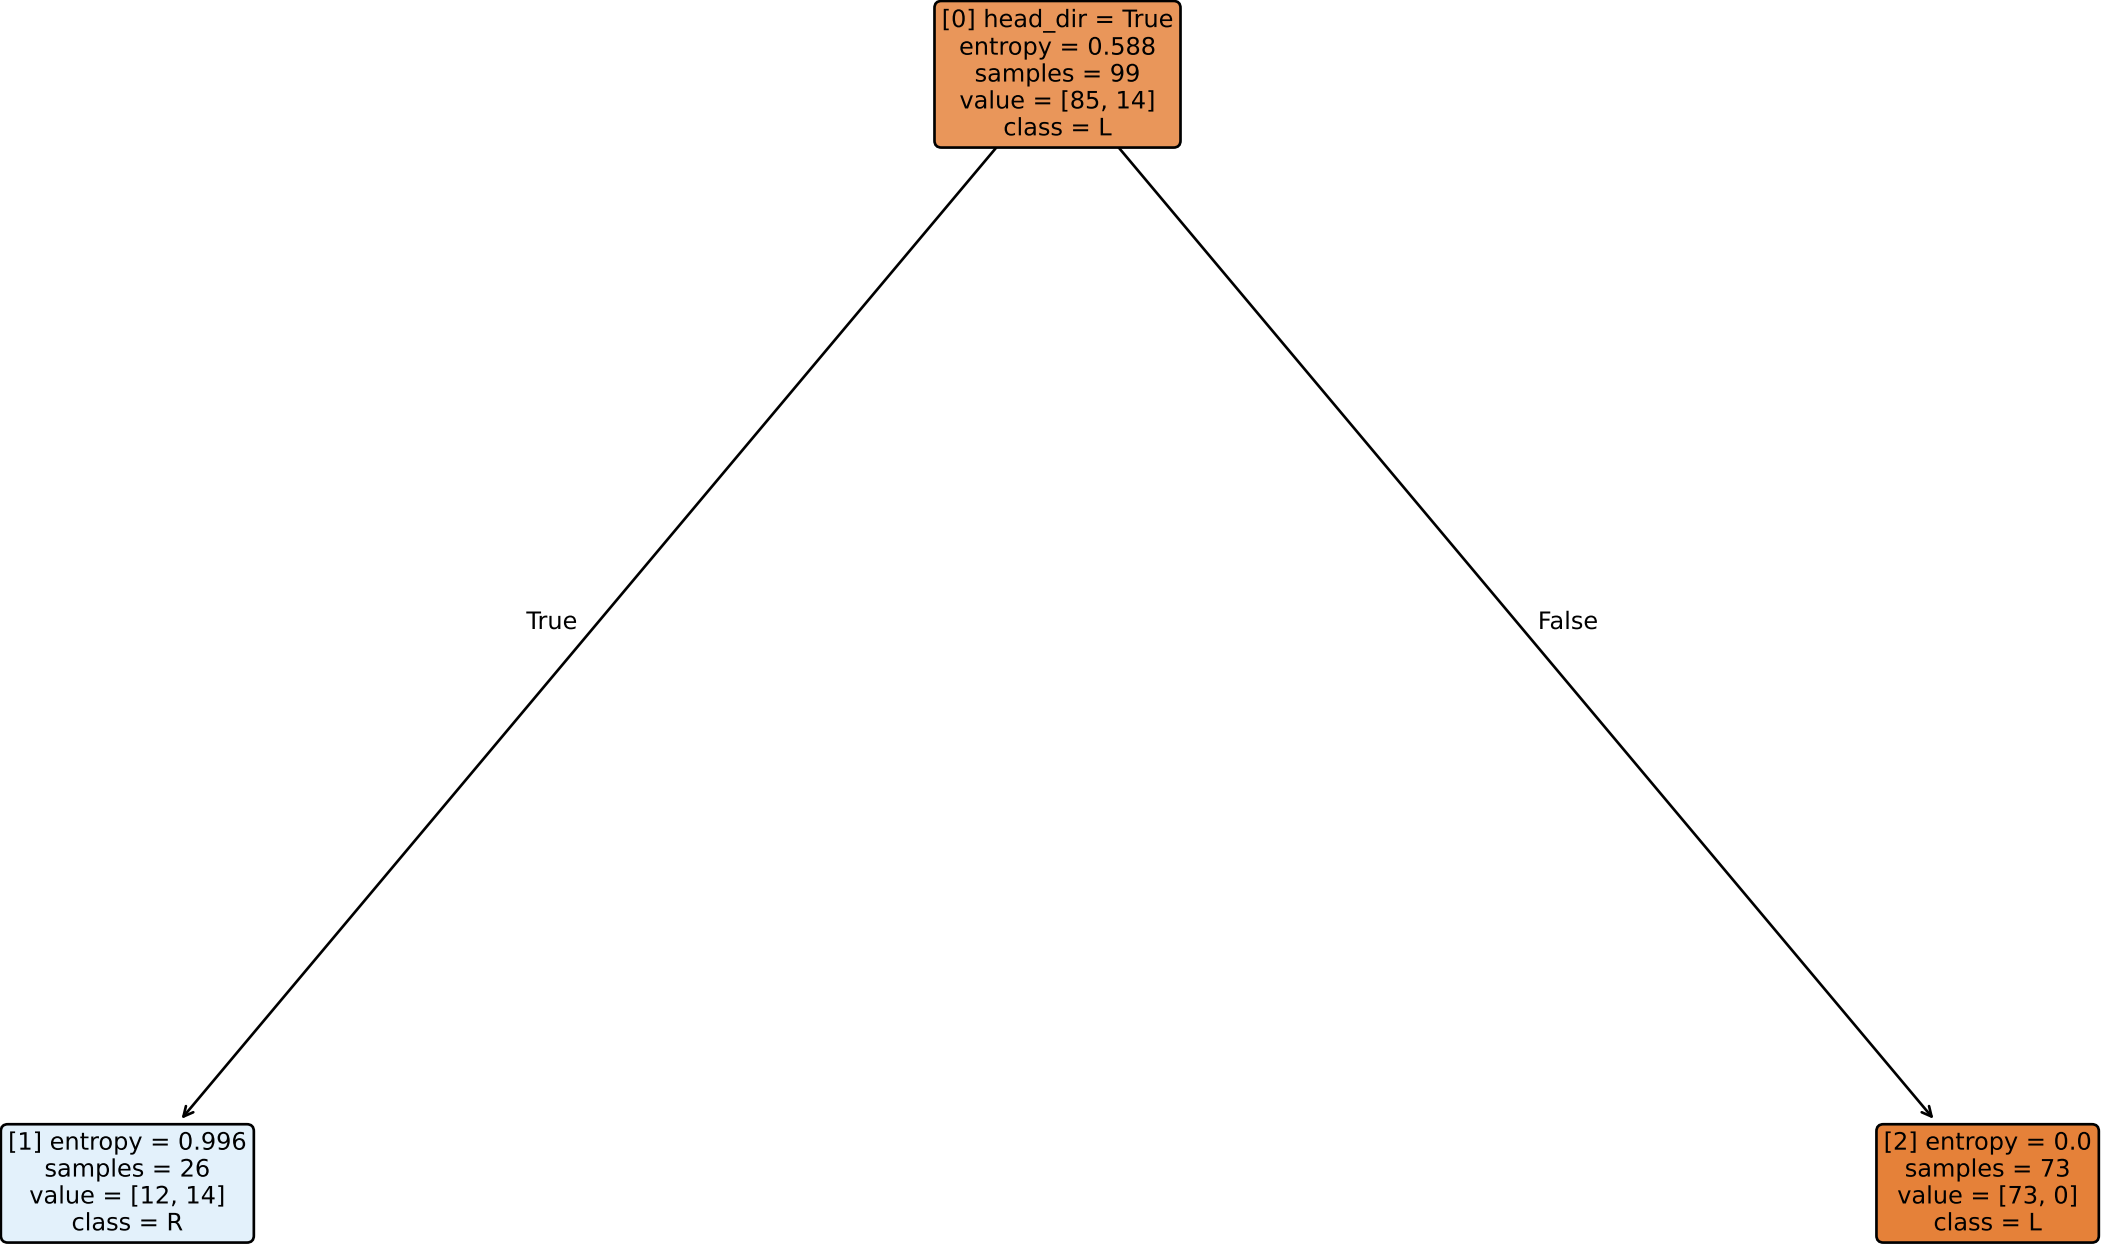 [0] head_dir = True
entropy = 0.588
samples = 99
value = [85, 14]
class = L
True
False
[1] entropy = 0.996
samples = 26
value = [12, 14]
class = R
[2] entropy = 0.0
samples = 73
value = [73, 0]
class = L